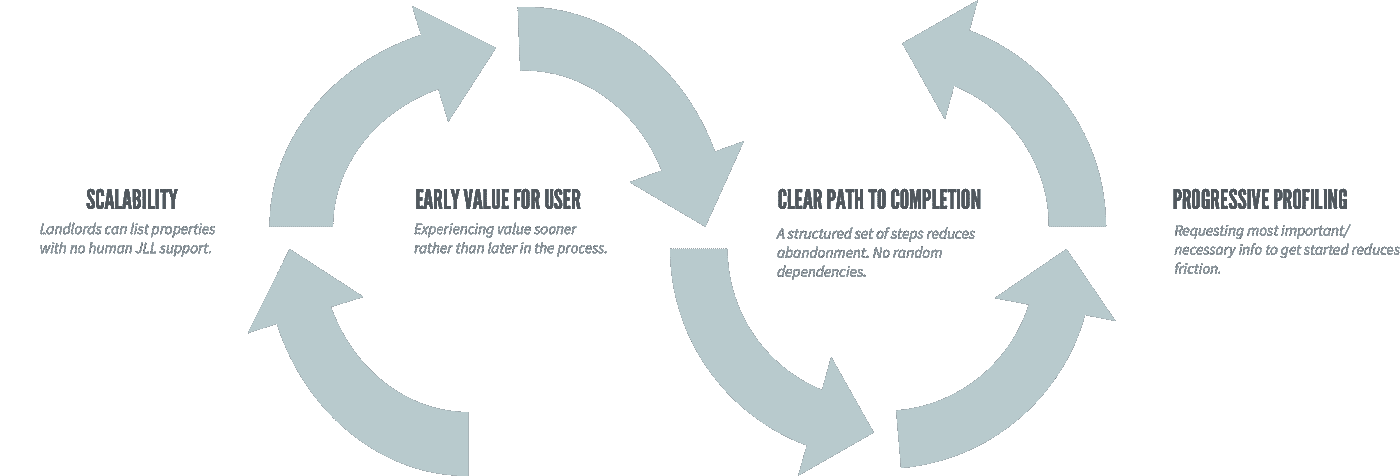 SCALABILITY
Landlords can list properties
with no human JLL support.
EARLY VALUE FOR USER
Experiencing value sooner
rather than later in the process.
CLEAR PATH TO COMPLETION
A structured set of steps reduces
abandonment. No random
dependencies.
PROGRESSIVE PROFILING
Requesting most important/
necessary info to get started reduces
friction.